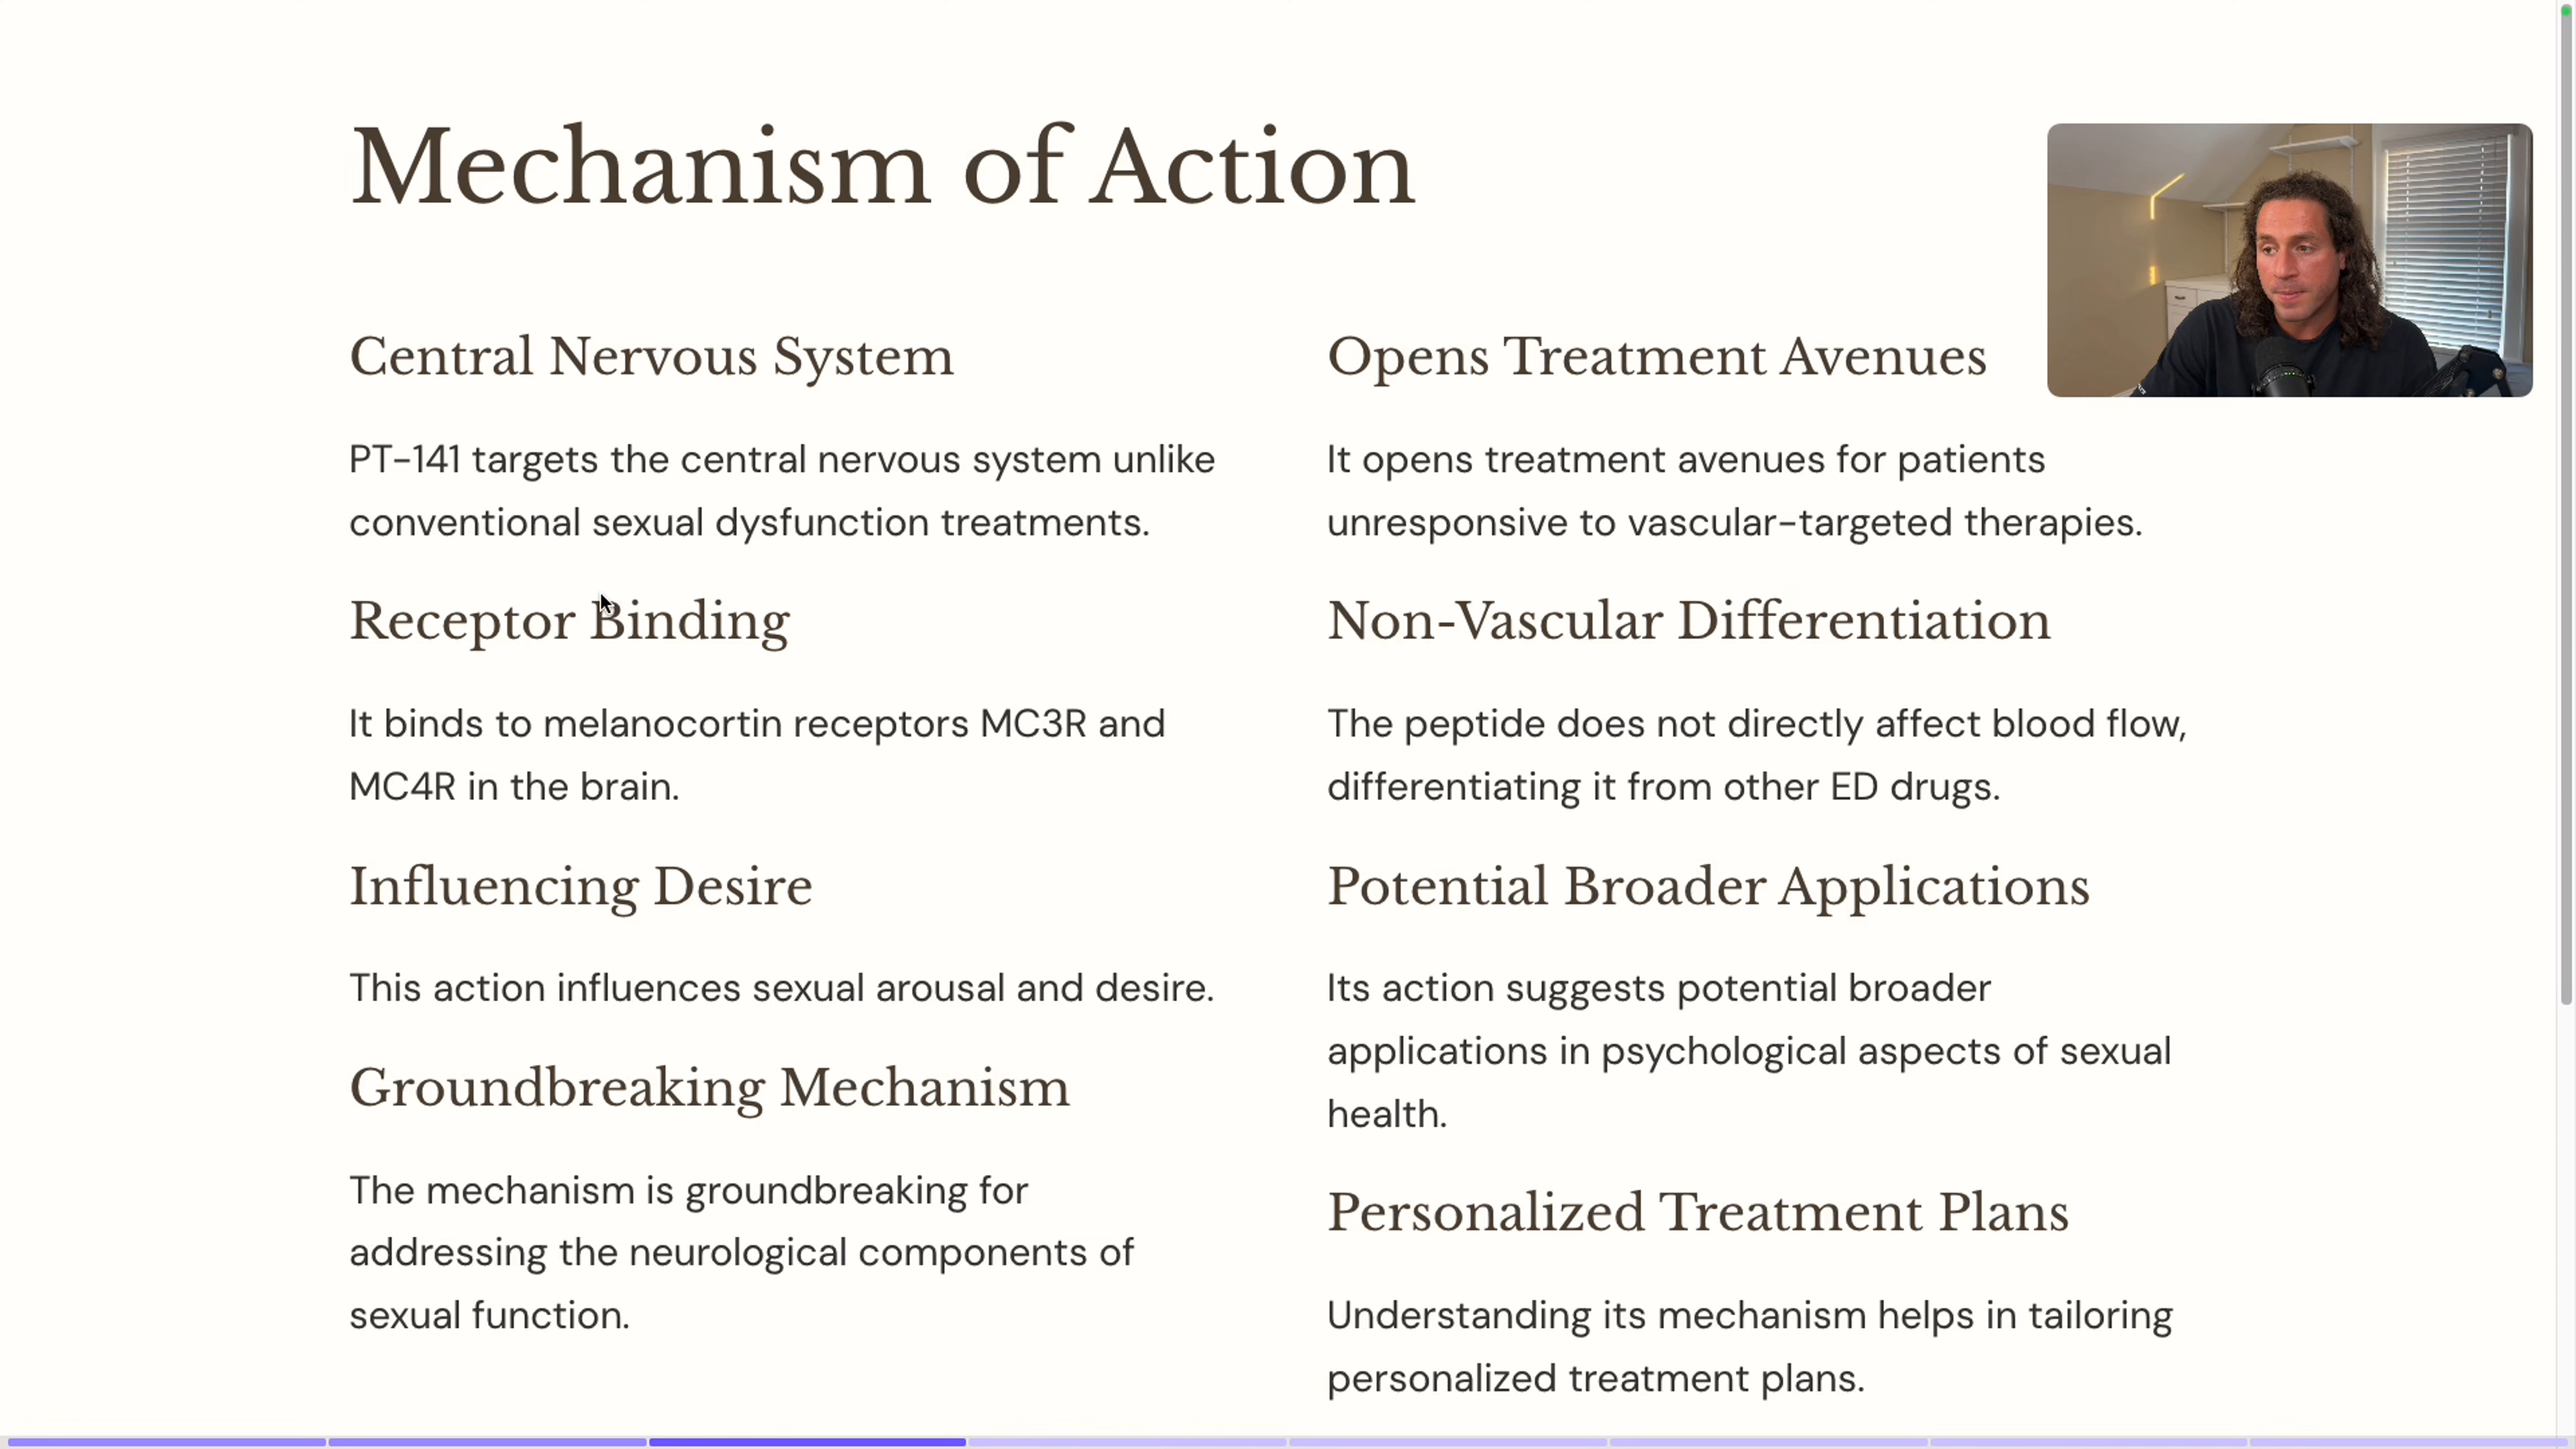 Mechanism of Action
Central Nervous System
PT-141 targets the central nervous system unlike
conventional sexual dysfunction treatments.
Receptor Binding
It binds to melanocortin receptors MC3R and
MC4R in the brain.
Influencing Desire
This action influences sexual arousal and desire.
Groundbreaking Mechanism
The mechanism is groundbreaking for
addressing the neurological components of
sexual function.
Opens Treatment Avenues
It opens treatment avenues for patients
unresponsive to vascular-targeted therapies.
Non-Vascular Differentiation
The peptide does not directly affect blood flow,
differentiating it from other ED drugs.
Potential Broader Applications
Its action suggests potential broader
applications in psychological aspects of sexual
health.
Personalized Treatment Plans
Understanding its mechanism helps in tailoring
personalized treatment plans.